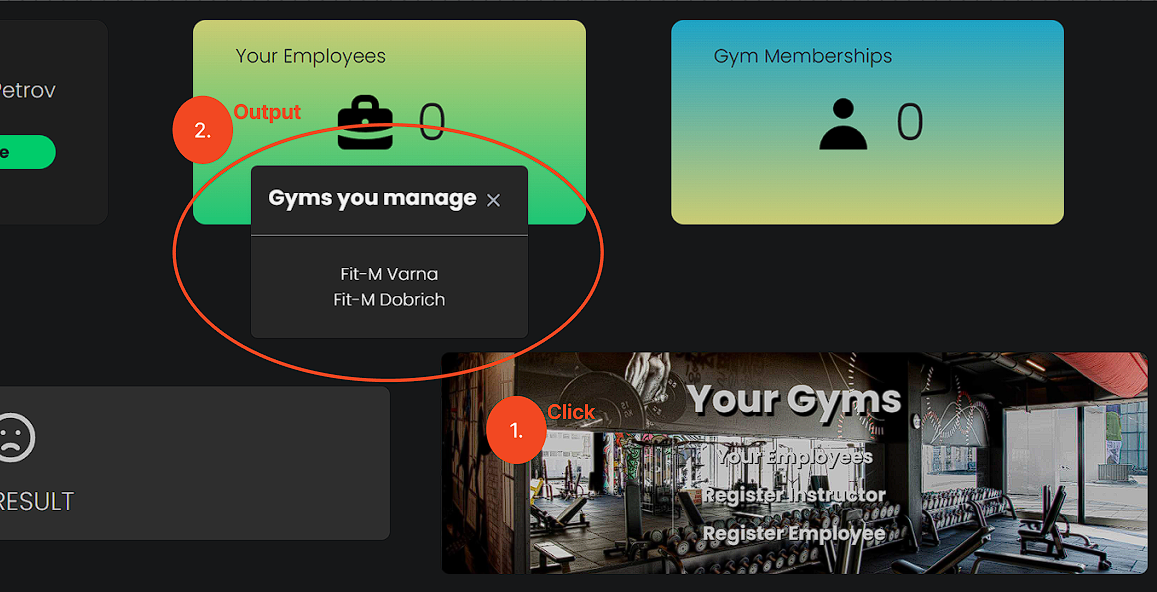 Petrov
e
Your Employees
0
Gym Memberships
0
2.
Output
Gyms you manage
Fit-M Varna
Fit-M Dobrich
RESULT
1.
Click
Your Gyms
Your Employees
Register Instructor
Register Employee